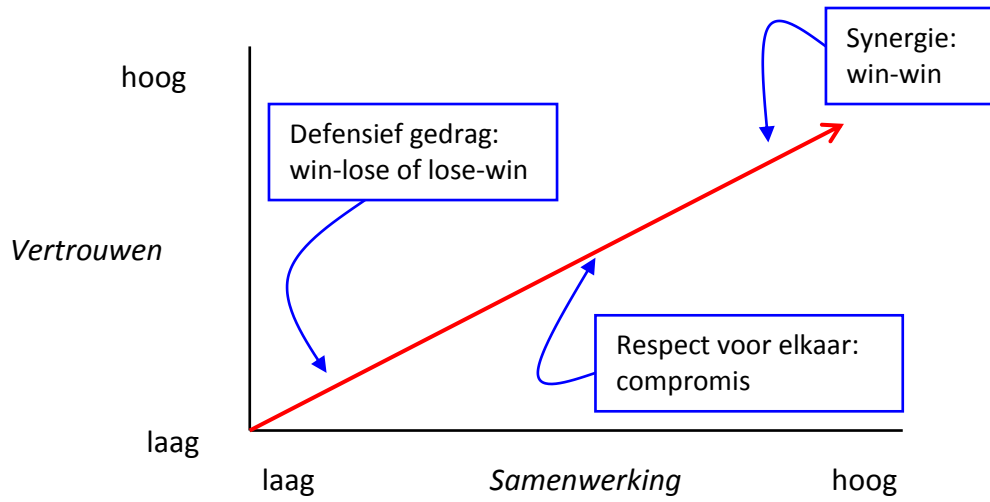 Synergie:
win-win
hoog
Defensief gedrag:
win-lose of lose-win
Vertrouwen
Respect voor elkaar:
compromis
laag
laag
Samenwerking
hoog